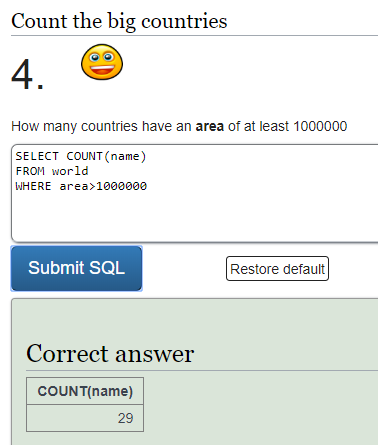 Count the big countries
4.
How many countries have an area of at least 1000000
SELECT COUNT(name)
FROM world
WHERE area>1000000
Submit SQL
Restore default
Correct answer
COUNT(name)
29